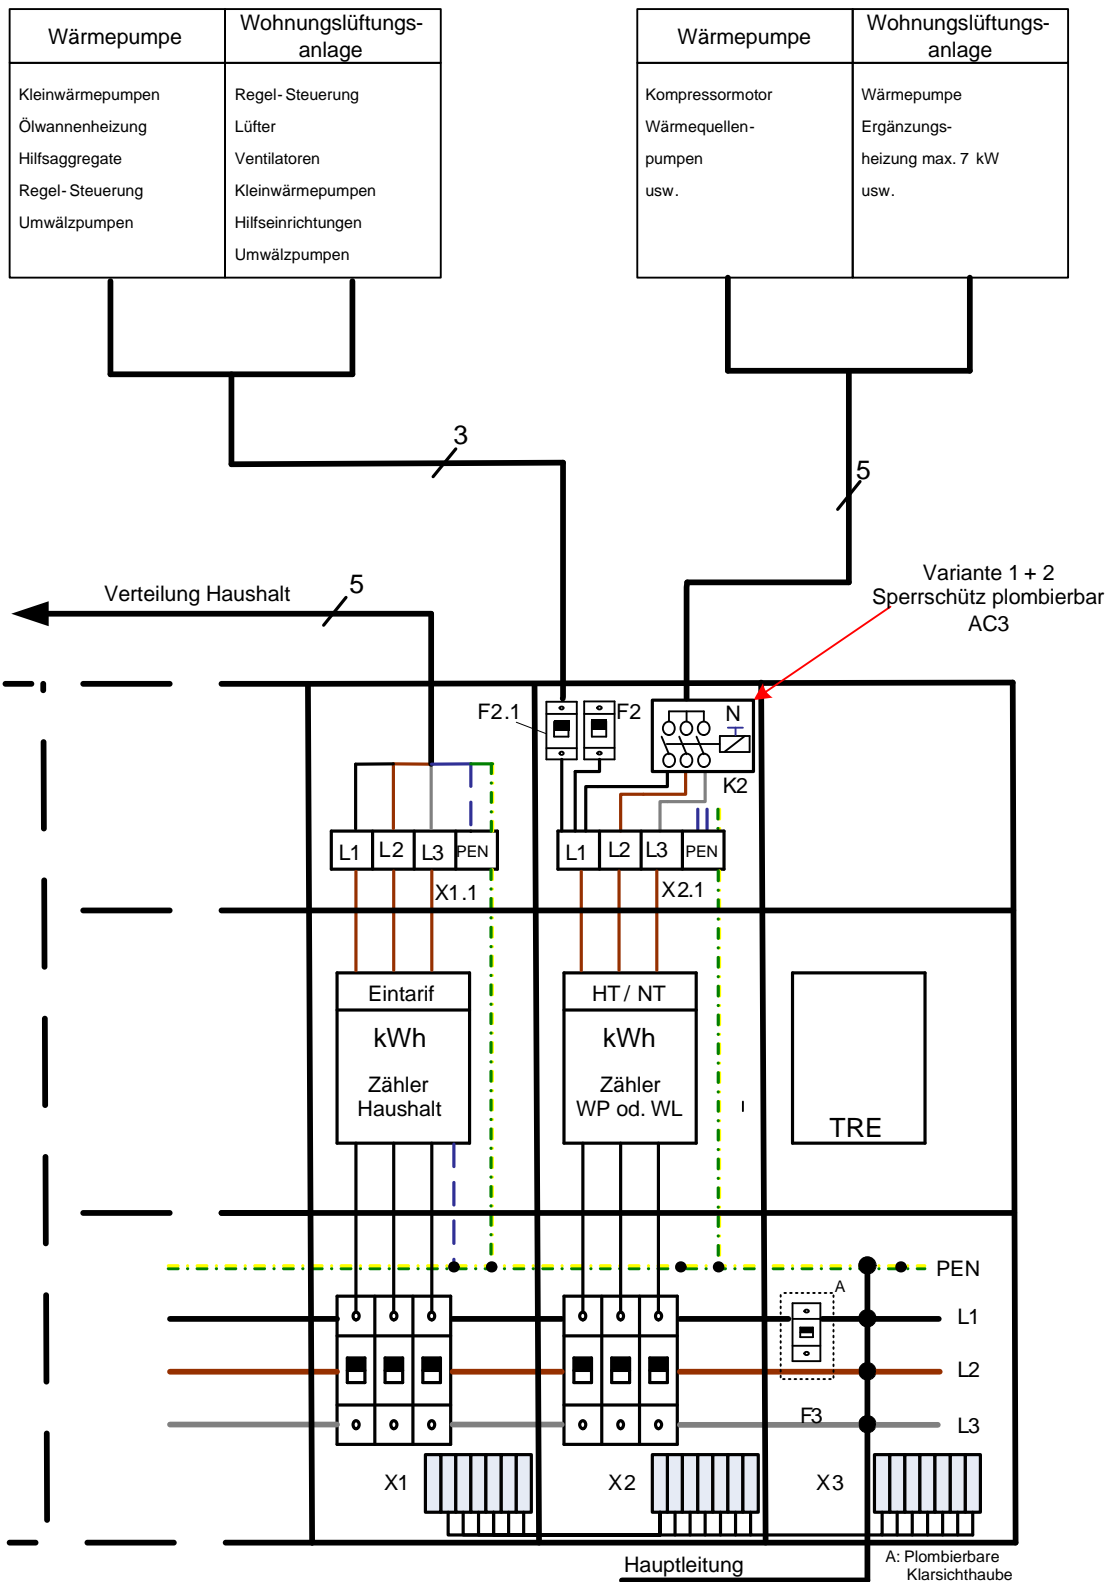 Wärmepumpe
Wohnungslüftungs-
anlage
Kleinwärmepumpen
Ölwannenheizung
Hilfsaggregate
Regel-Steuerung
Umwälzpumpen
Regel-Steuerung
Lüfter
Ventilatoren
Kleinwärmepumpen
Hilfseinrichtungen
Umwälzpumpen
Wärmepumpe
Wohnungslüftungs-
anlage
Kompressormotor
Wärmequellen-
pumpen
usw.
Wärmepumpe
Ergänzungs-
heizung max. 7 kW
usw.
3
5
Verteilung Haushalt
5
Variante 1 + 2
Sperrschütz plombierbar
AC3
F2.1
F2
N
K2
L1 L2 L3 PEN
X1.1
L1 L2 L3 PEN
X2.1
Eintarif
kWh
Zähler
Haushalt
HT / NT
kWh
Zähler
WP od. WL
I
TRE
PEN
A
L1
L2
F3
L3
X1
X2
X3
Hauptleitung
A: Plombierbare
Klarsichthaube